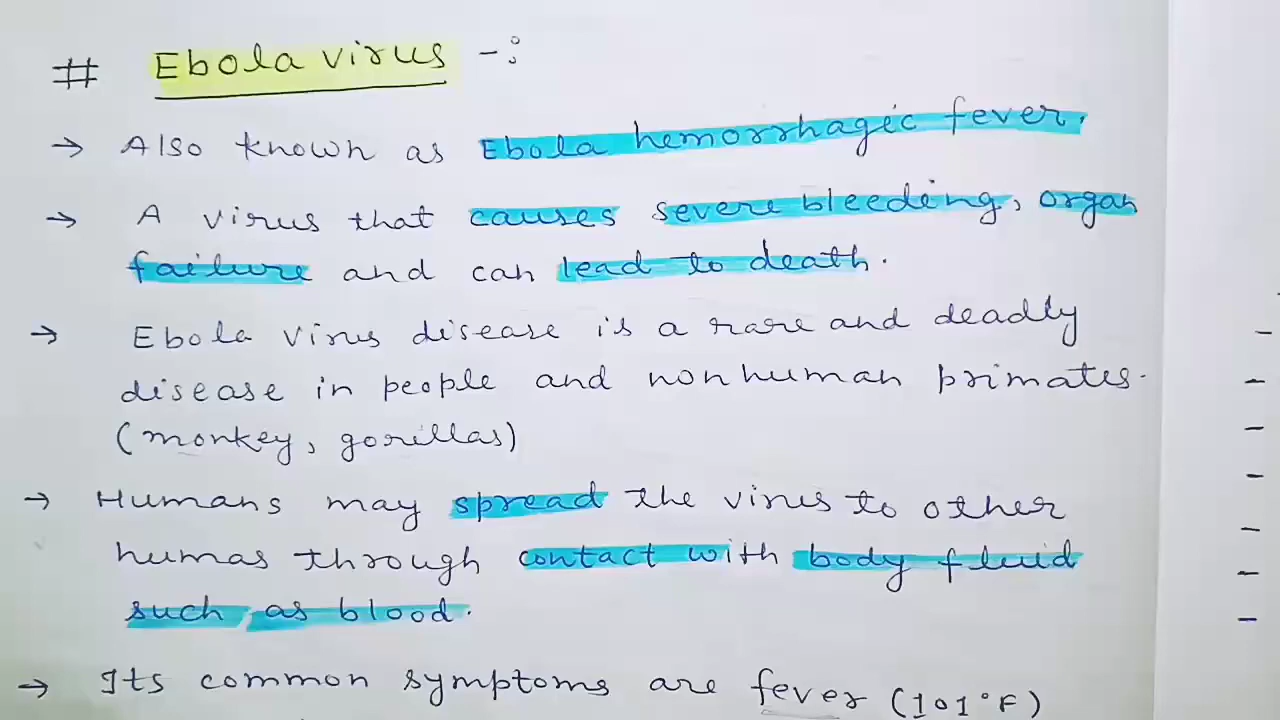 # Ebola virus -:
→ Also known as Ebola hemorrhagic fever.
→ A virus that causes severe bleeding, organ
failure and can lead to death.
→ Ebola virus disease is a rare and deadly
disease in people and nonhuman primates.
(monkey, gorillas)
→ Humans may spread the virus to other
humas through contact with body fluid
such as blood.
→ Its common symptoms are fever (101°F)